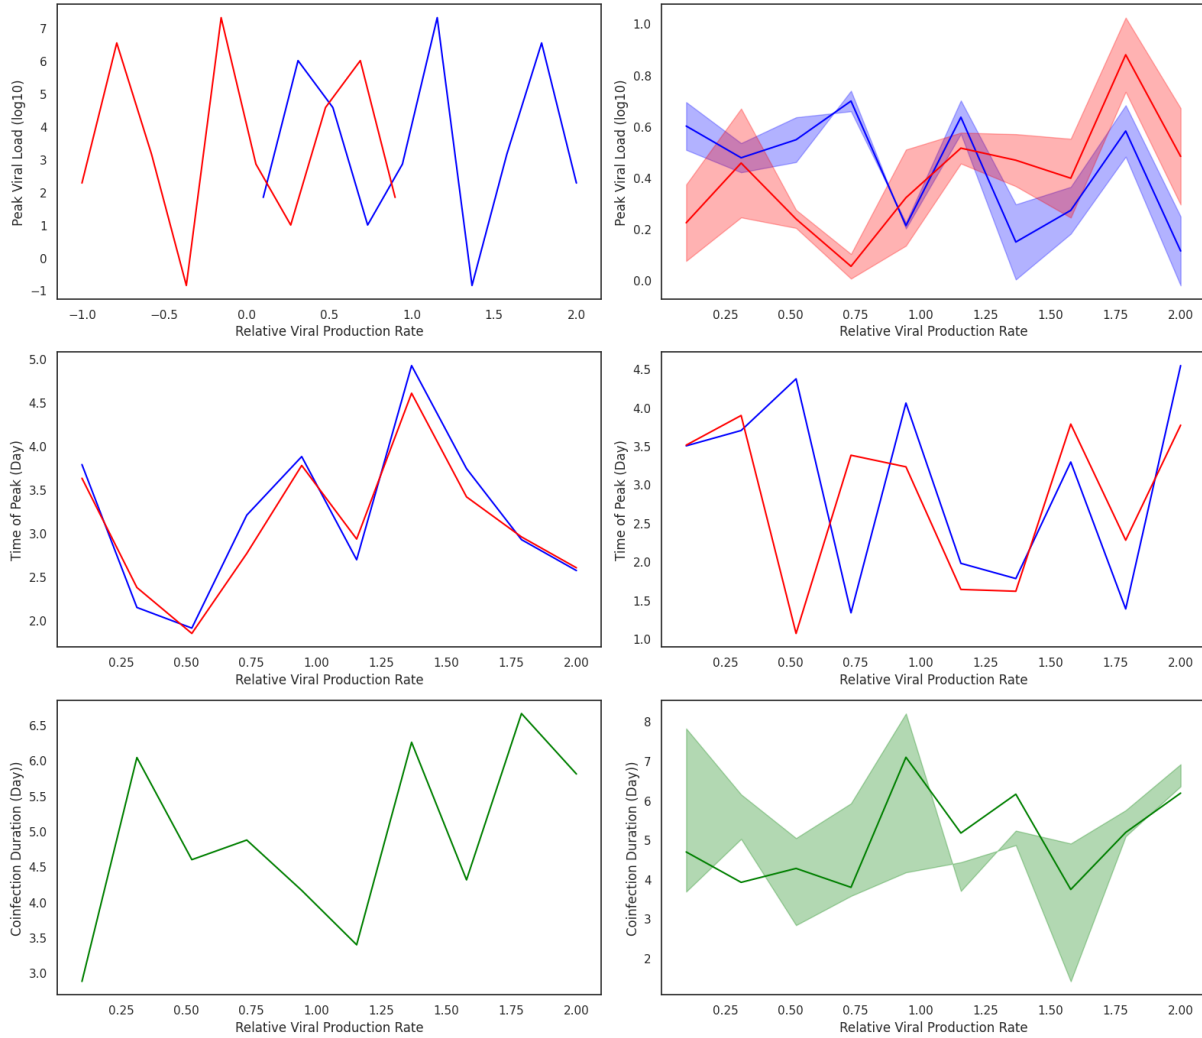 7
6
5
4
3
2
1
0
−1
Peak Viral Load (log10)
−1.0 −0.5 0.0 0.5 1.0 1.5 2.0
Relative Viral Production Rate
1.0
0.8
0.6
0.4
0.2
0.0
Peak Viral Load (log10)
0.25 0.50 0.75 1.00 1.25 1.50 1.75 2.00
Relative Viral Production Rate
5.0
4.5
4.0
3.5
3.0
2.5
2.0
Time of Peak (Day)
0.25 0.50 0.75 1.00 1.25 1.50 1.75 2.00
Relative Viral Production Rate
4.5
4.0
3.5
3.0
2.5
2.0
1.5
1.0
Time of Peak (Day)
0.25 0.50 0.75 1.00 1.25 1.50 1.75 2.00
Relative Viral Production Rate
6.5
6.0
5.5
5.0
4.5
4.0
3.5
3.0
Coinfection Duration (Day))
0.25 0.50 0.75 1.00 1.25 1.50 1.75 2.00
Relative Viral Production Rate
8
7
6
5
4
3
2
Coinfection Duration (Day))
0.25 0.50 0.75 1.00 1.25 1.50 1.75 2.00
Relative Viral Production Rate